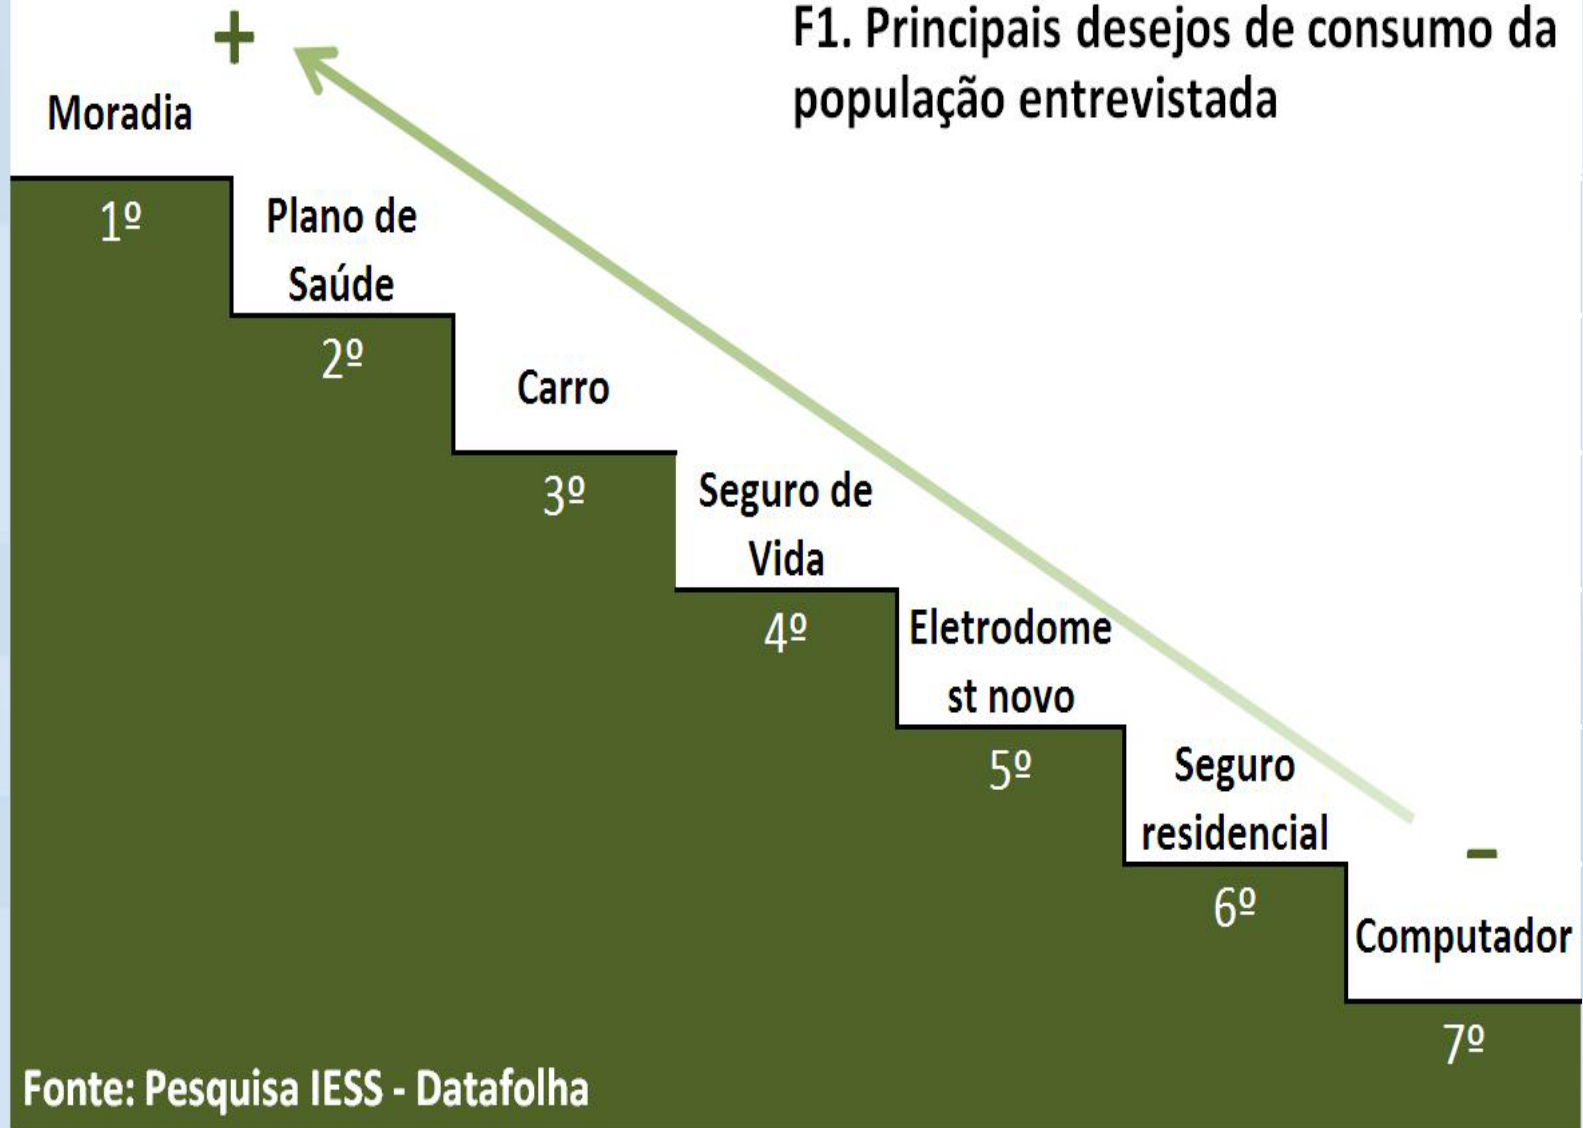 F1. Principais desejos de consumo da
população entrevistada
+
Moradia
1º
Plano de
Saúde
2º
Carro
3º
Seguro de
Vida
4º
Eletrodome
st novo
5º
Seguro
residencial
6º
–
Computador
7º
Fonte: Pesquisa IESS - Datafolha